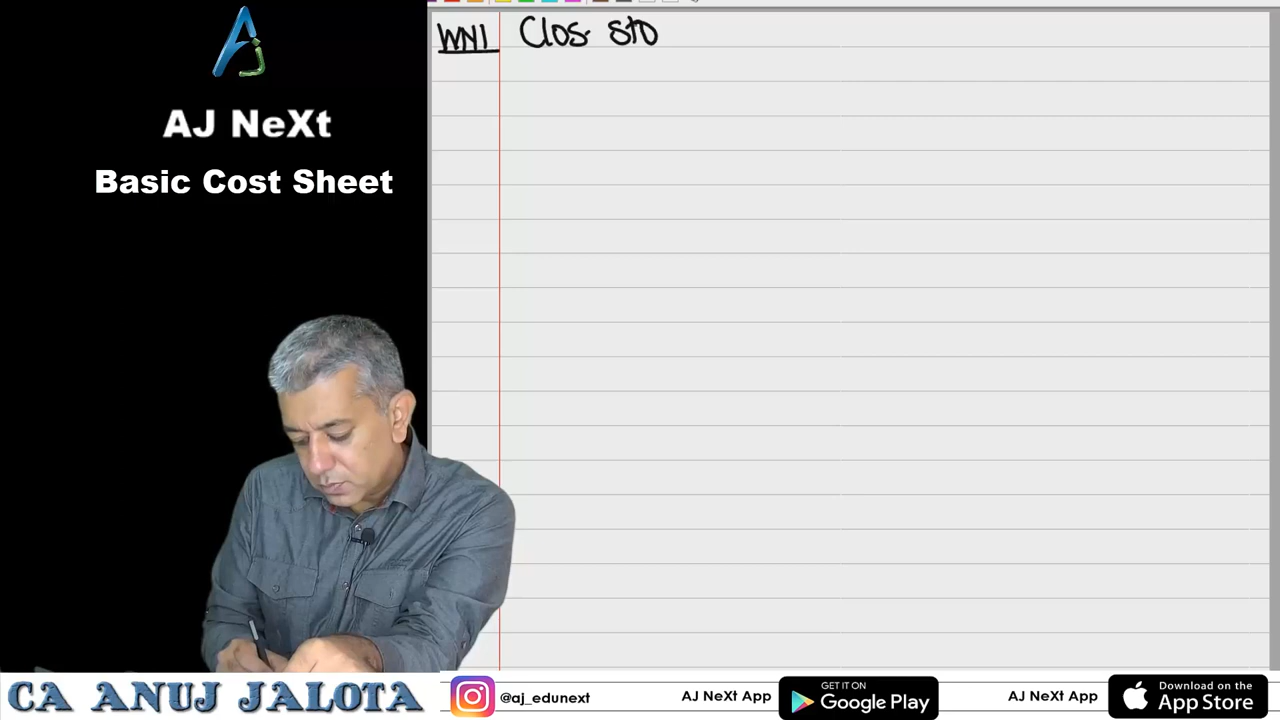 AJ NeXt
Basic Cost Sheet
WN1 Clos. sto
CA ANUJ JALOTA
@aj_edunext
AJ NeXt App
GET IT ON
Google Play
AJ NeXt App
Download on the
App Store